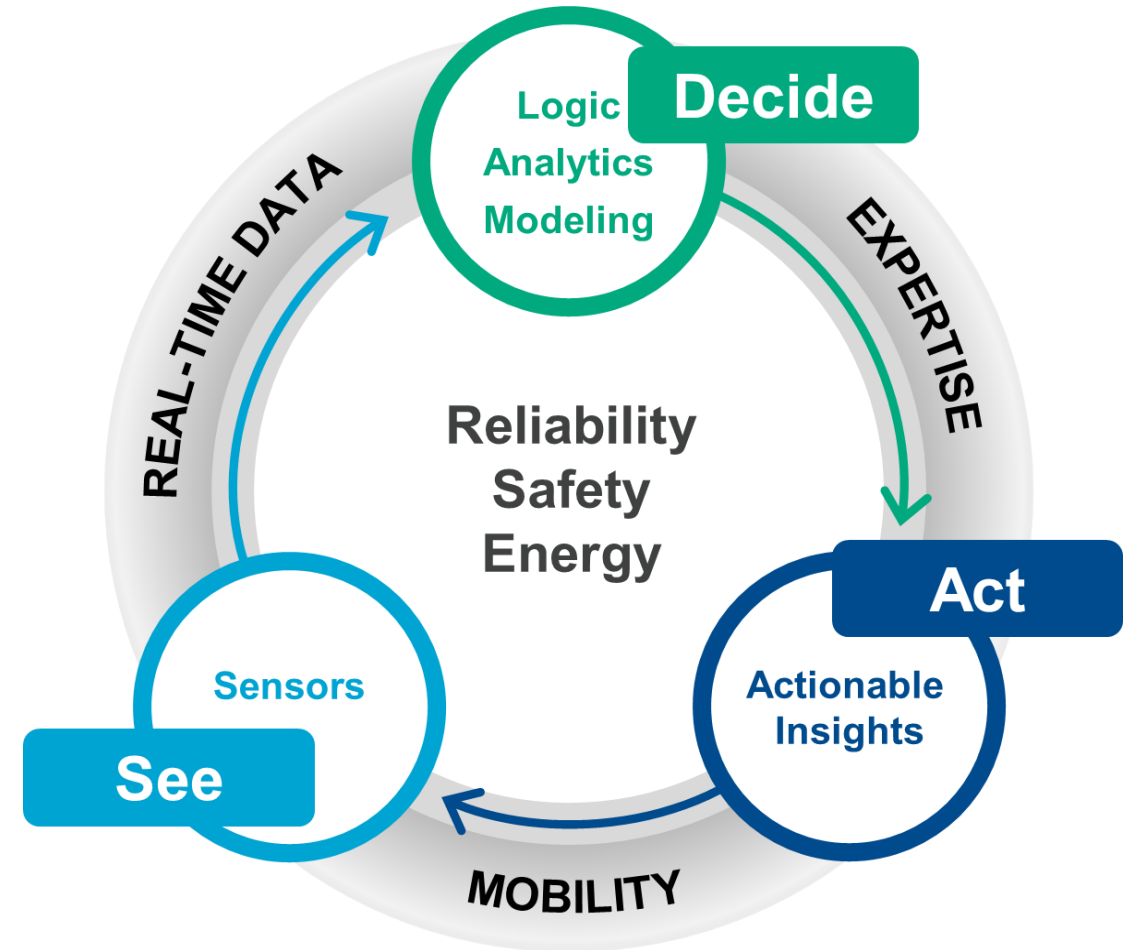 Decide
Logic
Analytics
Modeling
REAL-TIME DATA
EXPERTISE
Reliability
Safety
Energy
Act
Actionable
Insights
Sensors
See
MOBILITY